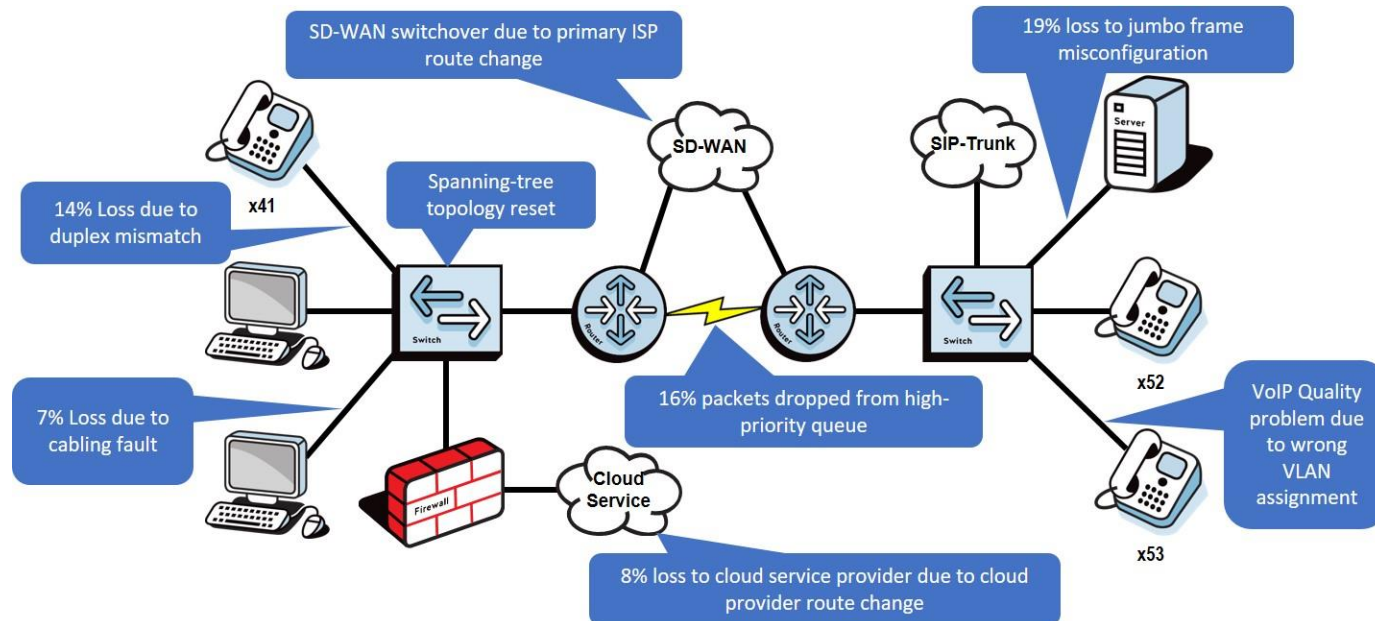 SD-WAN switchover due to primary ISP
route change
19% loss to jumbo frame
misconfiguration
Server
SD-WAN
SIP-Trunk
x41
Spanning-tree
topology reset
14% Loss due to
duplex mismatch
Switch
Router
Router
Switch
x52
16% packets dropped from high-
priority queue
7% Loss due to
cabling fault
VoIP Quality
problem due
to wrong
VLAN
assignment
Firewall
Cloud
Service
x53
8% loss to cloud service provider due to cloud
provider route change